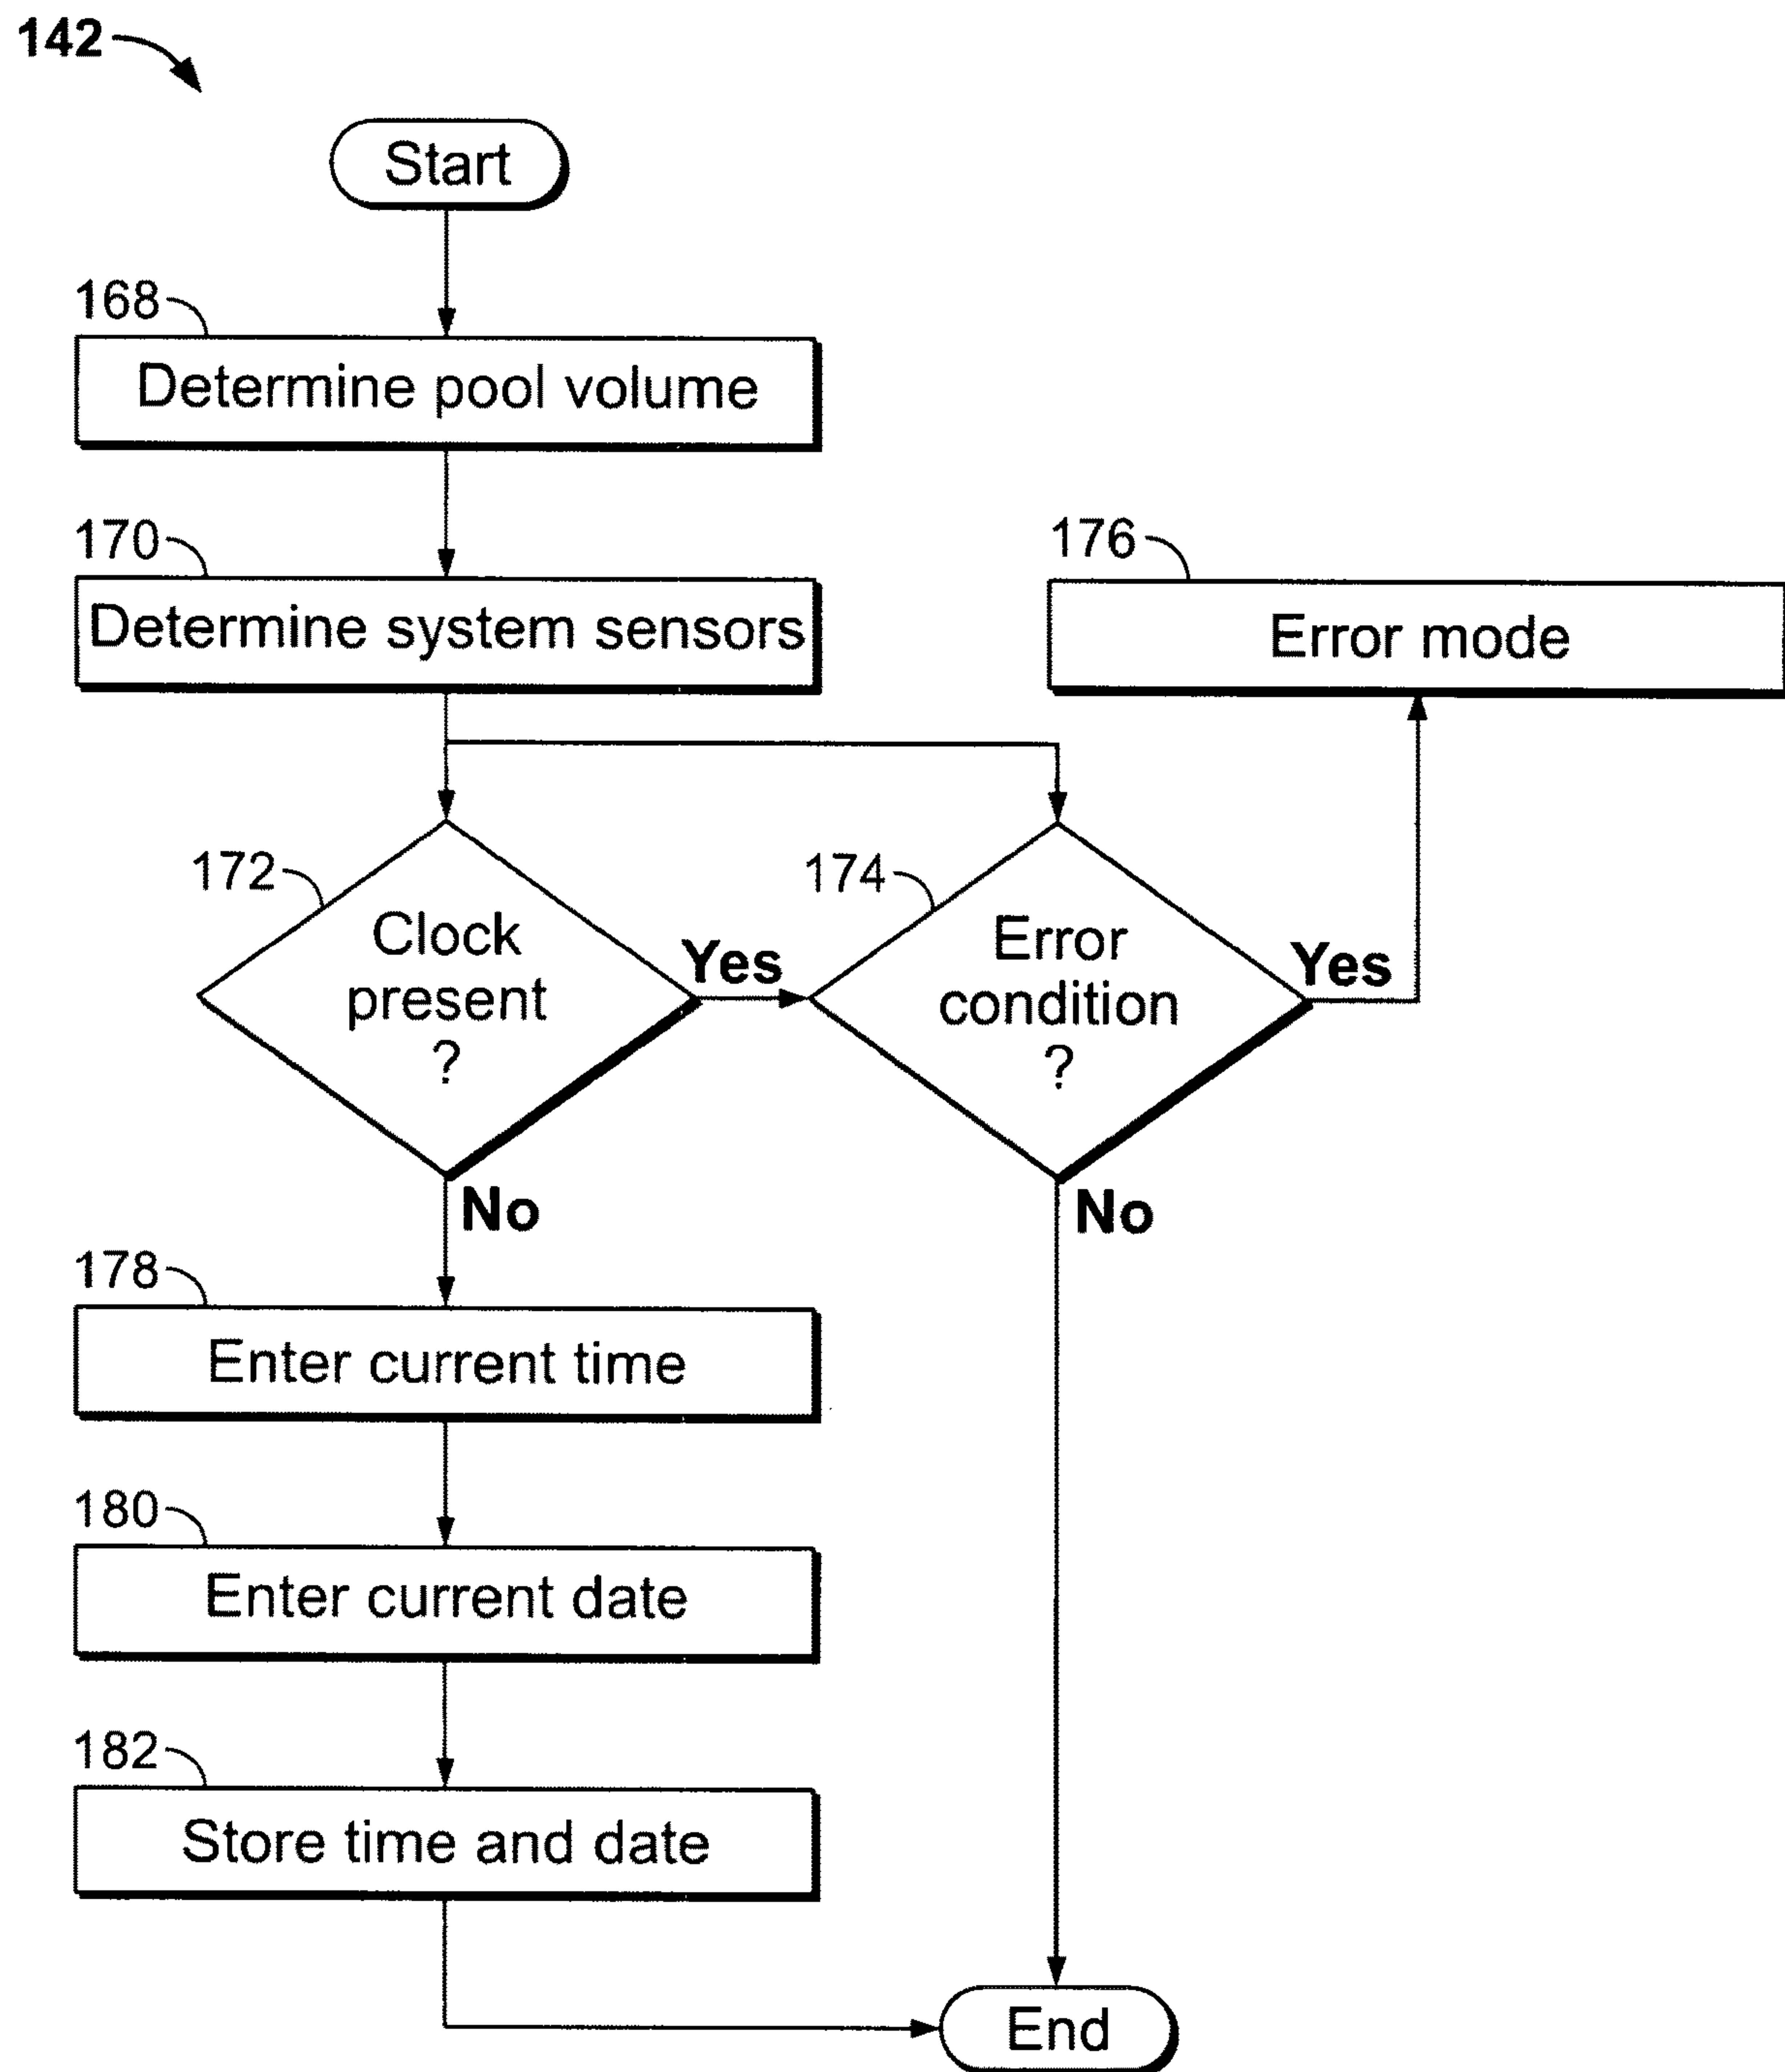 142
Start
168
Determine pool volume
170
Determine system sensors
176
Error mode
172
Clock
present
?
Yes
174
Error
condition
?
Yes
No
No
178
Enter current time
180
Enter current date
182
Store time and date
End